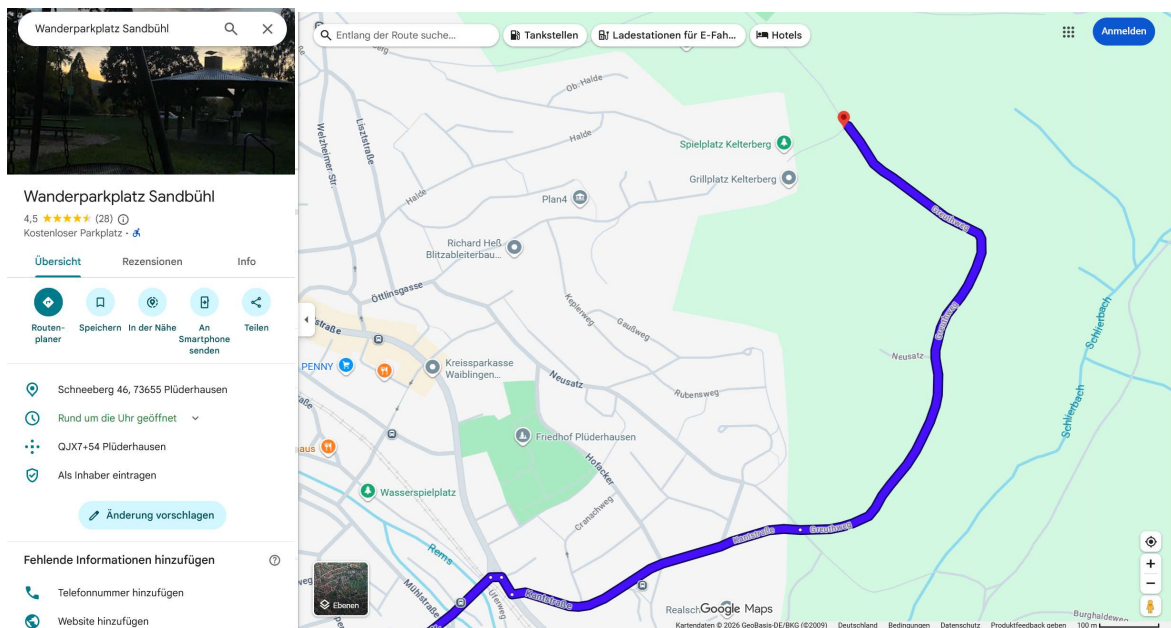 Wanderparkplatz Sandbühl
Wanderparkplatz Sandbühl
4,5
(28)
Kostenloser Parkplatz ·
Übersicht
Rezensionen
Info
Routen-
planer
Speichern
In der Nähe
An
Smartphone
senden
Teilen
Schneeberg 46, 73655 Plüderhausen
Rund um die Uhr geöffnet
QJX7+54 Plüderhausen
Als Inhaber eintragen
Änderung vorschlagen
Fehlende Informationen hinzufügen
Telefonnummer hinzufügen
Website hinzufügen
Entlang der Route suche...
Tankstellen
Ladestationen für E-Fah...
Hotels
Anmelden
Ob. Halde
Welzheimer Str.
Lisztstraße
Halde
Spielplatz Kelterberg
Grillplatz Kelterberg
Halde
Plan4
Greuthweg
Richard Heß
Blitzableiterbau...
Öttlinsgasse
Keplerweg
Gaußweg
Greuthweg
Schlierbach
PENNY
Kreissparkasse
Waiblingen...
Neusatz
Neusatz
Rubensweg
Schlierbach
Friedhof Plüderhausen
Hofacker
Wasserspielplatz
Cranachweg
Kantstraße
Greuthweg
Rems
Mühlstraße
Uferweg
Kantstraße
Ebenen
Realsch
Google Maps
Burghaldeweg
Kartendaten © 2026 GeoBasis-DE/BKG (©2009)
Deutschland
Bedingungen
Datenschutz
Produktfeedback geben
100 m